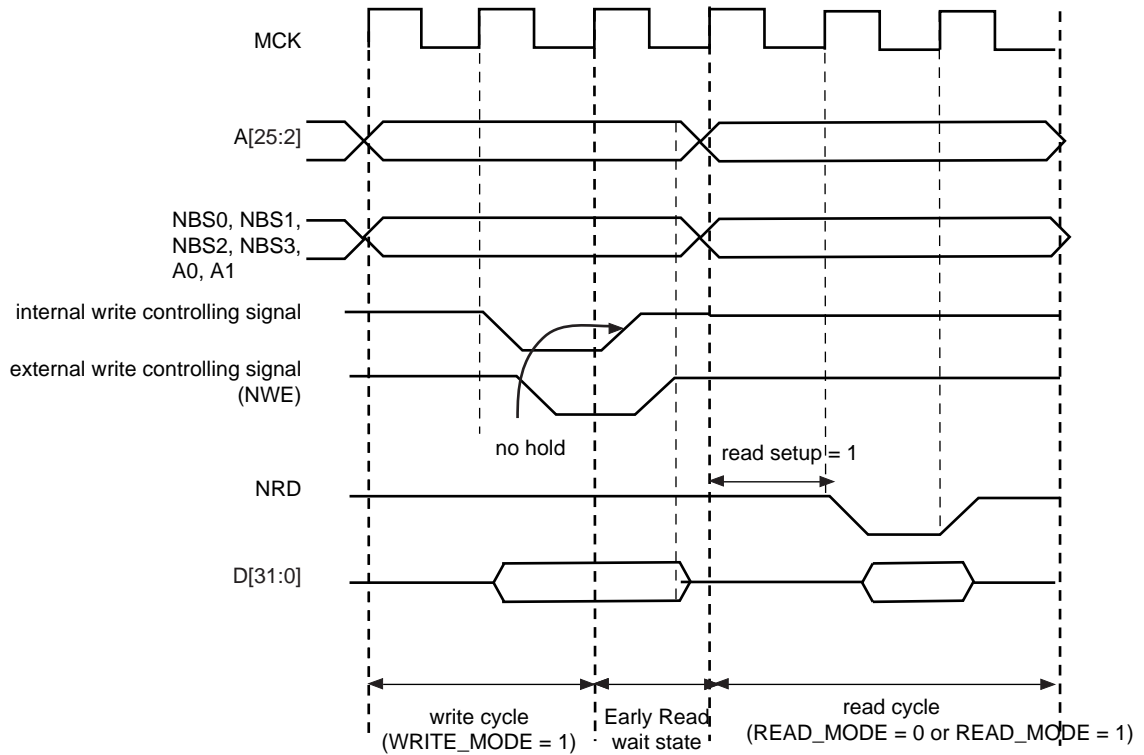 MCK
A[25:2]
NBS0, NBS1,
NBS2, NBS3,
A0, A1
internal write controlling signal
external write controlling signal
(NWE)
no hold
read setup = 1
NRD
D[31:0]
write cycle
(WRITE_MODE = 1)
Early Read
wait state
read cycle
(READ_MODE = 0 or READ_MODE = 1)